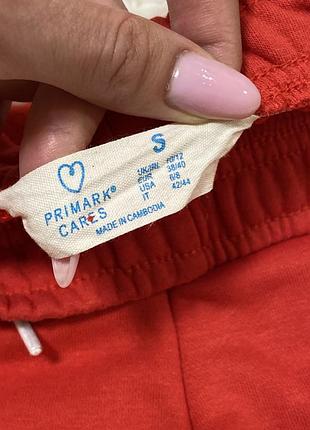 PRIMARK®
CARES
S
UK/IRL 10/12
EUR 38/40
USA 6/8
IT 42/44
MADE IN CAMBODIA